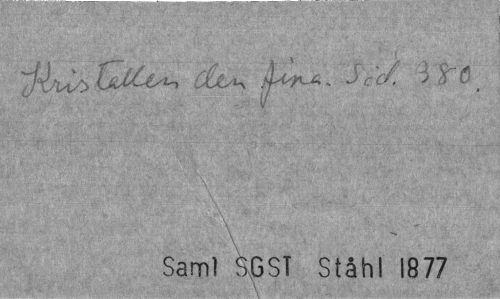 Kristallen den fina. Söd. 380.
Saml SGST Ståhl 1877